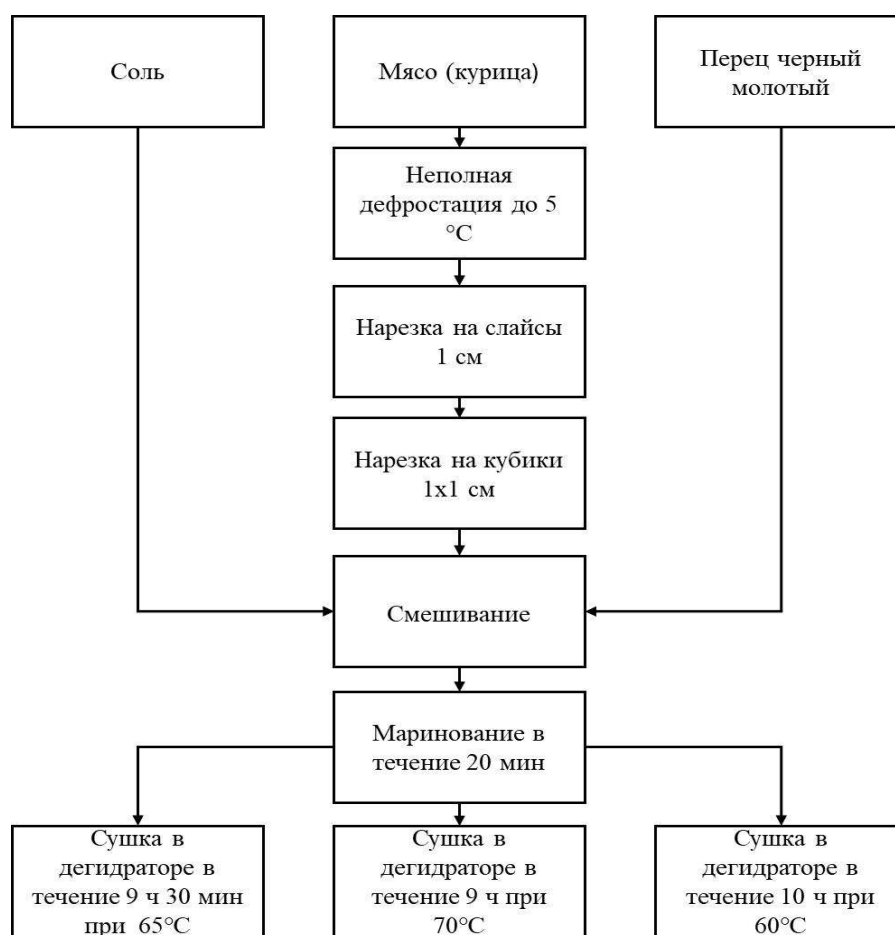 Соль
Мясо (курица)
Перец черный
молотый
Неполная
дефростация до 5
°С
Нарезка на слайсы
1 см
Нарезка на кубики
1х1 см
Смешивание
Маринование в
течение 20 мин
Сушка в
дегидраторе в
течение 9 ч 30 мин
при 65°С
Сушка в
дегидраторе в
течение 9 ч при
70°С
Сушка в
дегидраторе в
течение 10 ч при
60°С